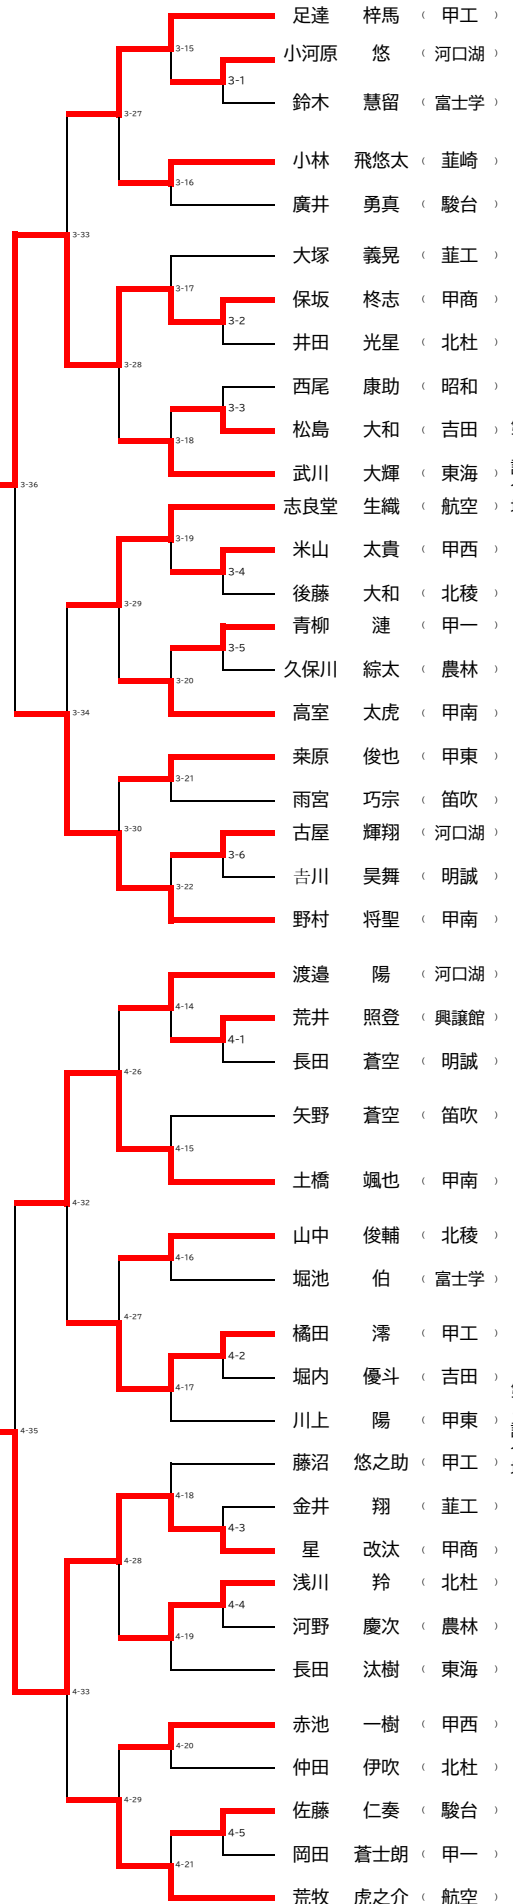 足達 梓馬 ( 甲工 )
3-15
小河原 悠 ( 河口湖 )
3-1
鈴木 慧留 ( 富士学 )
3-27
小林 飛悠太 ( 韮崎 )
3-16
廣井 勇真 ( 駿台 )
3-33
大塚 義晃 ( 韮工 )
3-17
保坂 柊志 ( 甲商 )
3-2
井田 光星 ( 北杜 )
3-28
西尾 康助 ( 昭和 )
3-3
松島 大和 ( 吉田 )
3-18
武川 大輝 ( 東海 )
3-36
志良堂 生織 ( 航空 )
3-19
米山 太貴 ( 甲西 )
3-4
後藤 大和 ( 北稜 )
3-29
青柳 漣 ( 甲一 )
3-5
久保川 綜太 ( 農林 )
3-20
高室 太虎 ( 甲南 )
3-34
桒原 俊也 ( 甲東 )
3-21
雨宮 巧宗 ( 笛吹 )
3-30
古屋 輝翔 ( 河口湖 )
3-6
𠮷川 昊舞 ( 明誠 )
3-22
野村 将聖 ( 甲南 )
渡邉 陽 ( 河口湖 )
4-14
荒井 照登 ( 興譲館 )
4-1
長田 蒼空 ( 明誠 )
4-26
矢野 蒼空 ( 笛吹 )
4-15
土橋 颯也 ( 甲南 )
4-32
山中 俊輔 ( 北稜 )
4-16
堀池 伯 ( 富士学 )
4-27
橘田 澪 ( 甲工 )
4-2
堀内 優斗 ( 吉田 )
4-17
川上 陽 ( 甲東 )
4-35
藤沼 悠之助 ( 甲工 )
4-18
金井 翔 ( 韮工 )
4-3
星 改汰 ( 甲商 )
4-28
浅川 羚 ( 北杜 )
4-4
河野 慶次 ( 農林 )
4-19
長田 汰樹 ( 東海 )
4-33
赤池 一樹 ( 甲西 )
4-20
仲田 伊吹 ( 北杜 )
4-29
佐藤 仁奏 ( 駿台 )
4-5
岡田 蒼士朗 ( 甲一 )
4-21
荒牧 虎之介 ( 航空 )